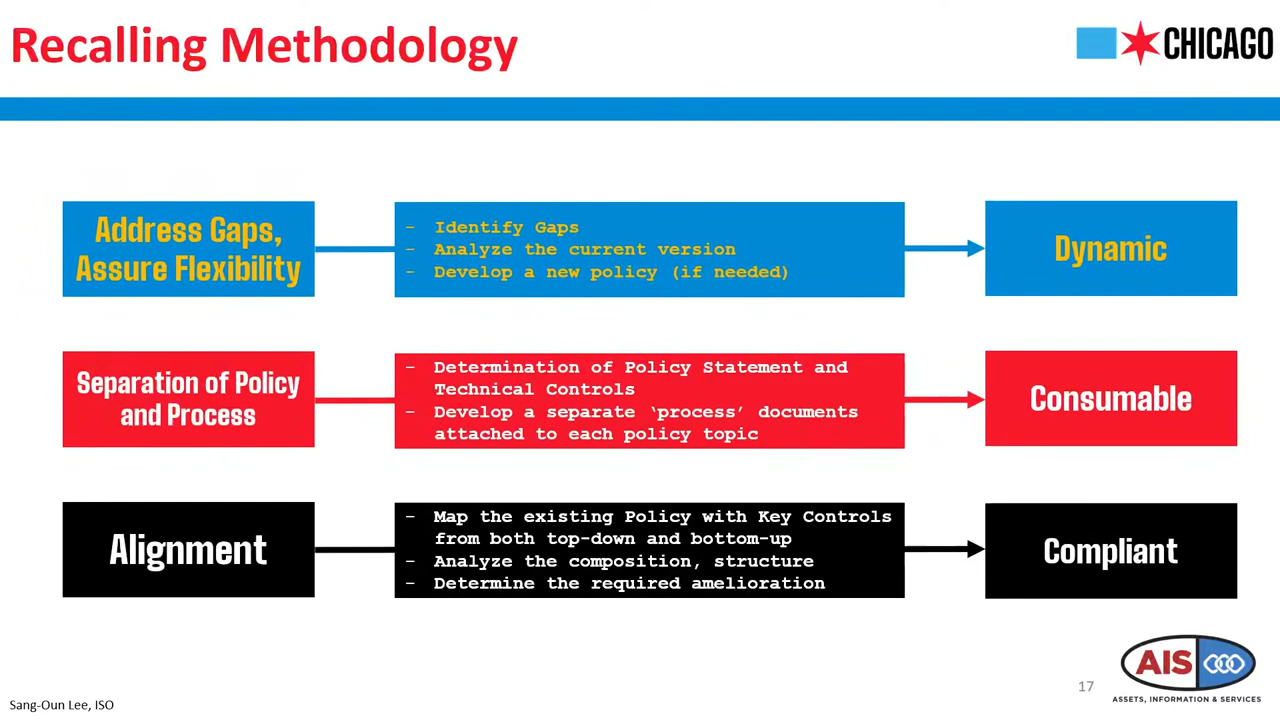 Recalling Methodology
CHICAGO
Address Gaps,
Assure Flexibility
- Identify Gaps
- Analyze the current version
- Develop a new policy (if needed)
Dynamic
Separation of Policy
and Process
- Determination of Policy Statement and
Technical Controls
- Develop a separate ‘process’ documents
attached to each policy topic
Consumable
Alignment
- Map the existing Policy with Key Controls
from both top-down and bottom-up
- Analyze the composition, structure
- Determine the required amelioration
Compliant
AIS
ASSETS, INFORMATION & SERVICES
17
Sang-Oun Lee, ISO